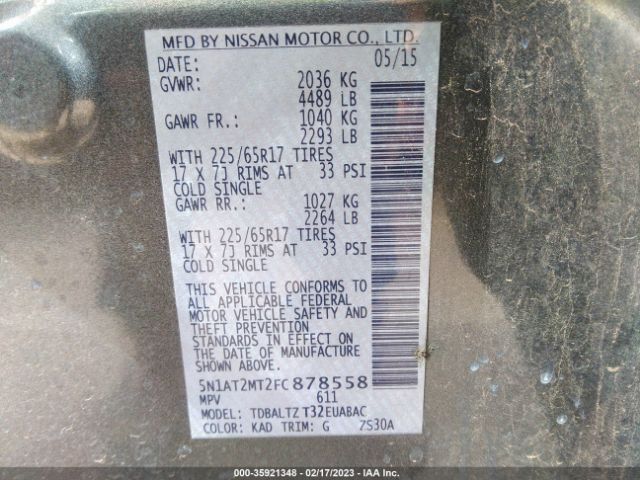 MFD BY NISSAN MOTOR CO., LTD.
DATE: 05/15
GVWR: 2036 KG
4489 LB
GAWR FR.: 1040 KG
2293 LB
WITH 225/65R17 TIRES
17 X 7J RIMS AT 33 PSI
COLD SINGLE
GAWR RR.: 1027 KG
2264 LB
WITH 225/65R17 TIRES
17 X 7J RIMS AT 33 PSI
COLD SINGLE
THIS VEHICLE CONFORMS TO
ALL APPLICABLE FEDERAL
MOTOR VEHICLE SAFETY AND
THEFT PREVENTION
STANDARDS IN EFFECT ON
THE DATE OF MANUFACTURE
SHOWN ABOVE.
5N1AT2MT2FC878558
MPV 611
MODEL: TDBALTZ T32EUABAC
COLOR: KAD TRIM: G ZS30A
000-35921348 - 02/17/2023 - IAA Inc.